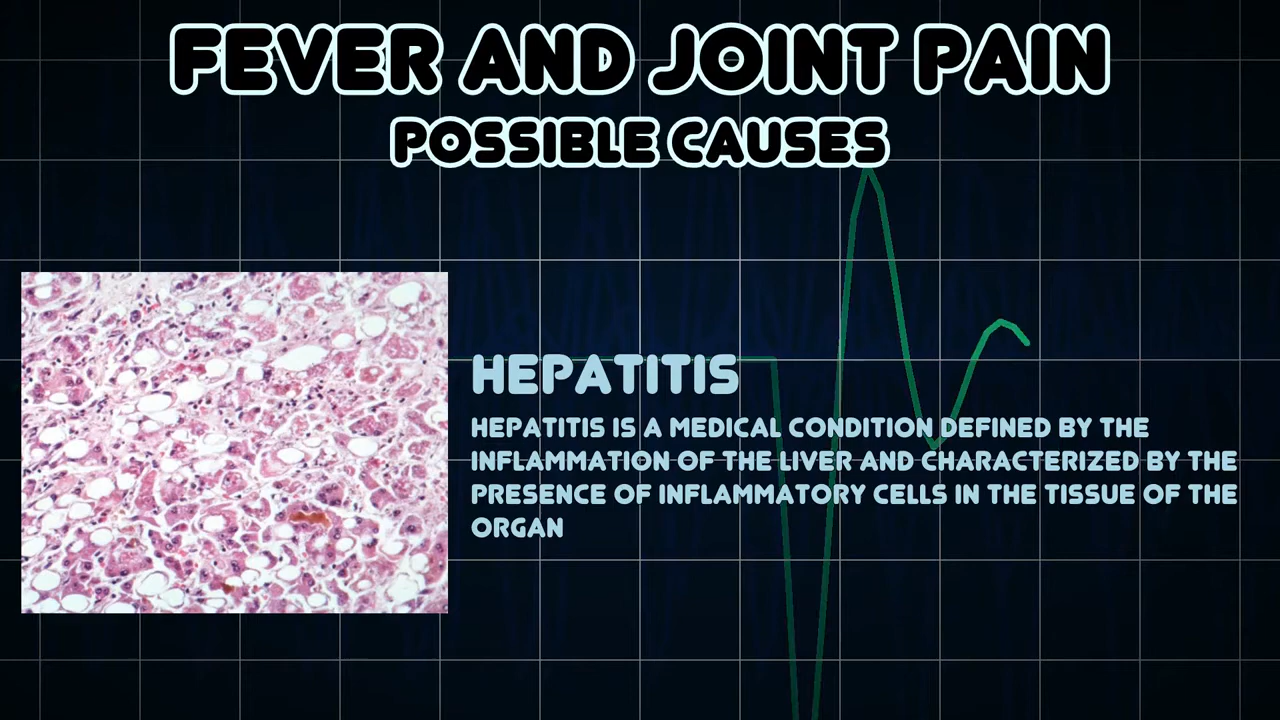 FEVER AND JOINT PAIN
POSSIBLE CAUSES
HEPATITIS
HEPATITIS IS A MEDICAL CONDITION DEFINED BY THE
INFLAMMATION OF THE LIVER AND CHARACTERIZED BY THE
PRESENCE OF INFLAMMATORY CELLS IN THE TISSUE OF THE
ORGAN